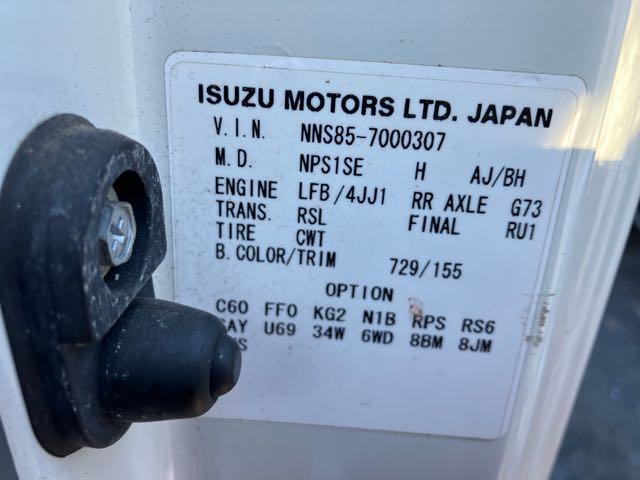 ISUZU MOTORS LTD. JAPAN
V.I.N. NNS85-7000307
M.D. NPS1SE H AJ/BH
ENGINE LFB/4JJ1 RR AXLE G73
TRANS. RSL FINAL RU1
TIRE CWT
B.COLOR/TRIM 729/155
OPTION
C60 FF0 KG2 N1B RPS RS6
U69 34W 6WD 8BM 8JM